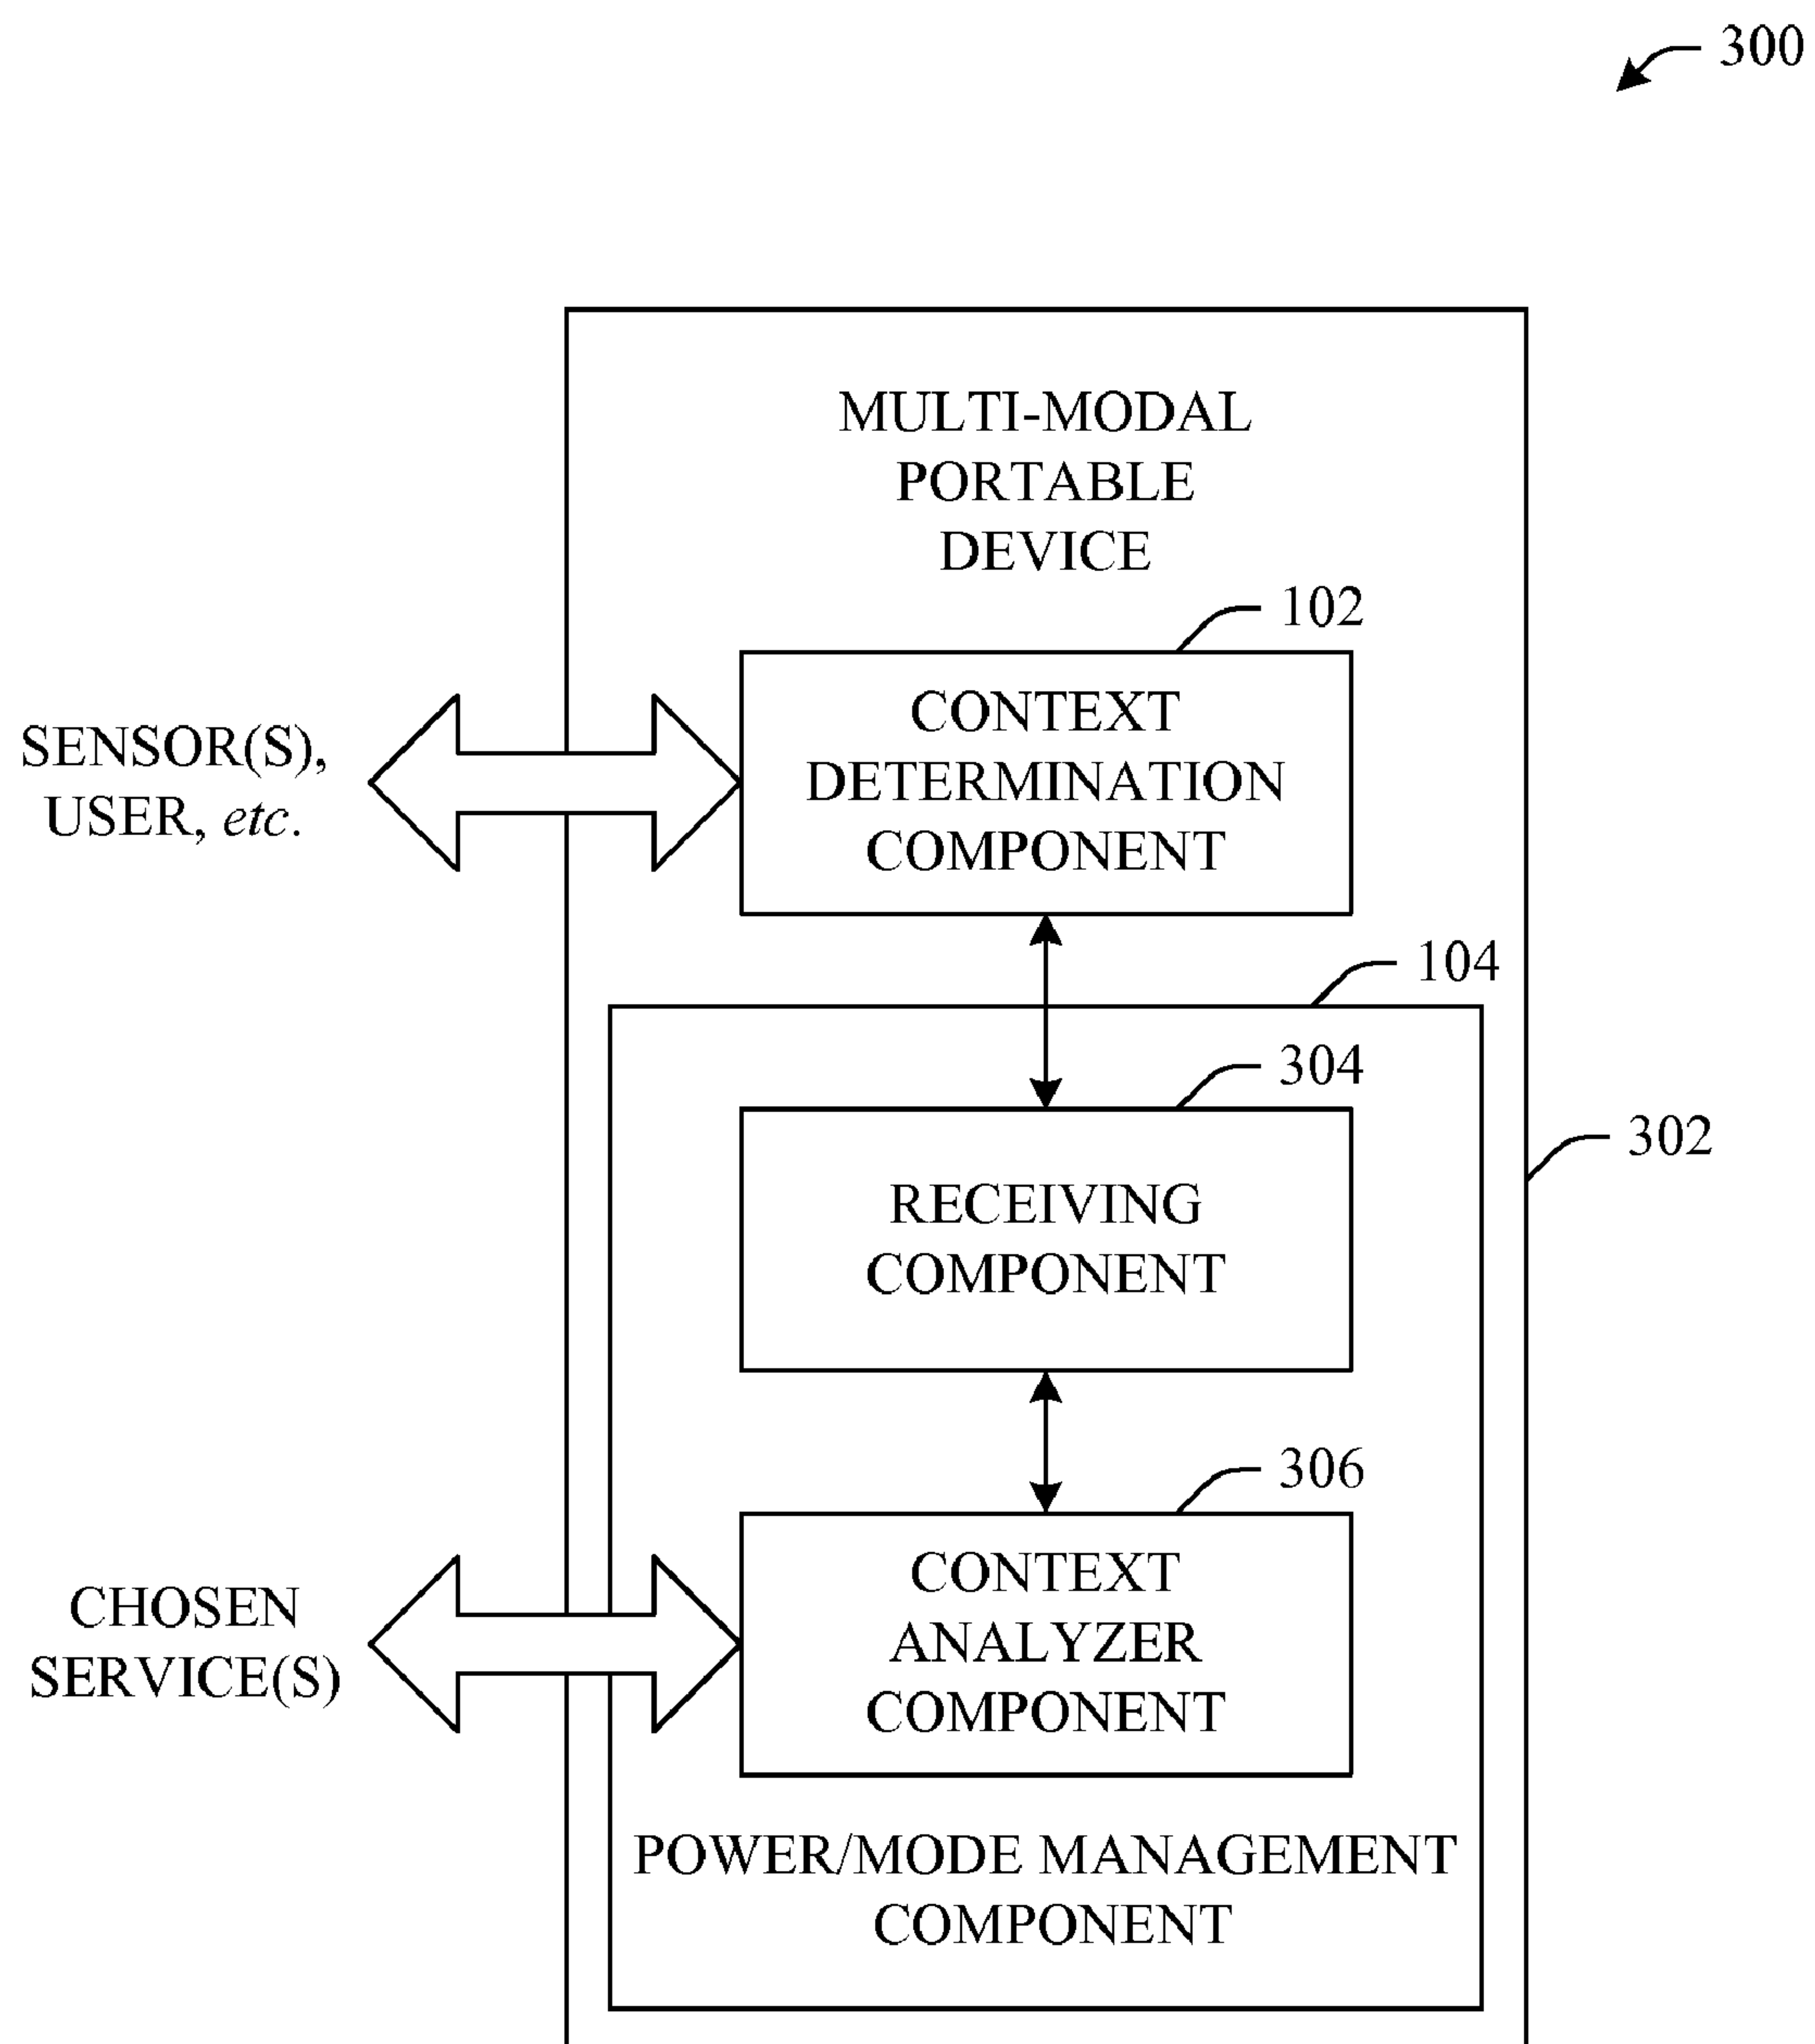 300
MULTI-MODAL
PORTABLE
DEVICE
102
CONTEXT
DETERMINATION
COMPONENT
SENSOR(S),
USER, etc.
104
304
RECEIVING
COMPONENT
302
306
CONTEXT
ANALYZER
COMPONENT
CHOSEN
SERVICE(S)
POWER/MODE MANAGEMENT
COMPONENT